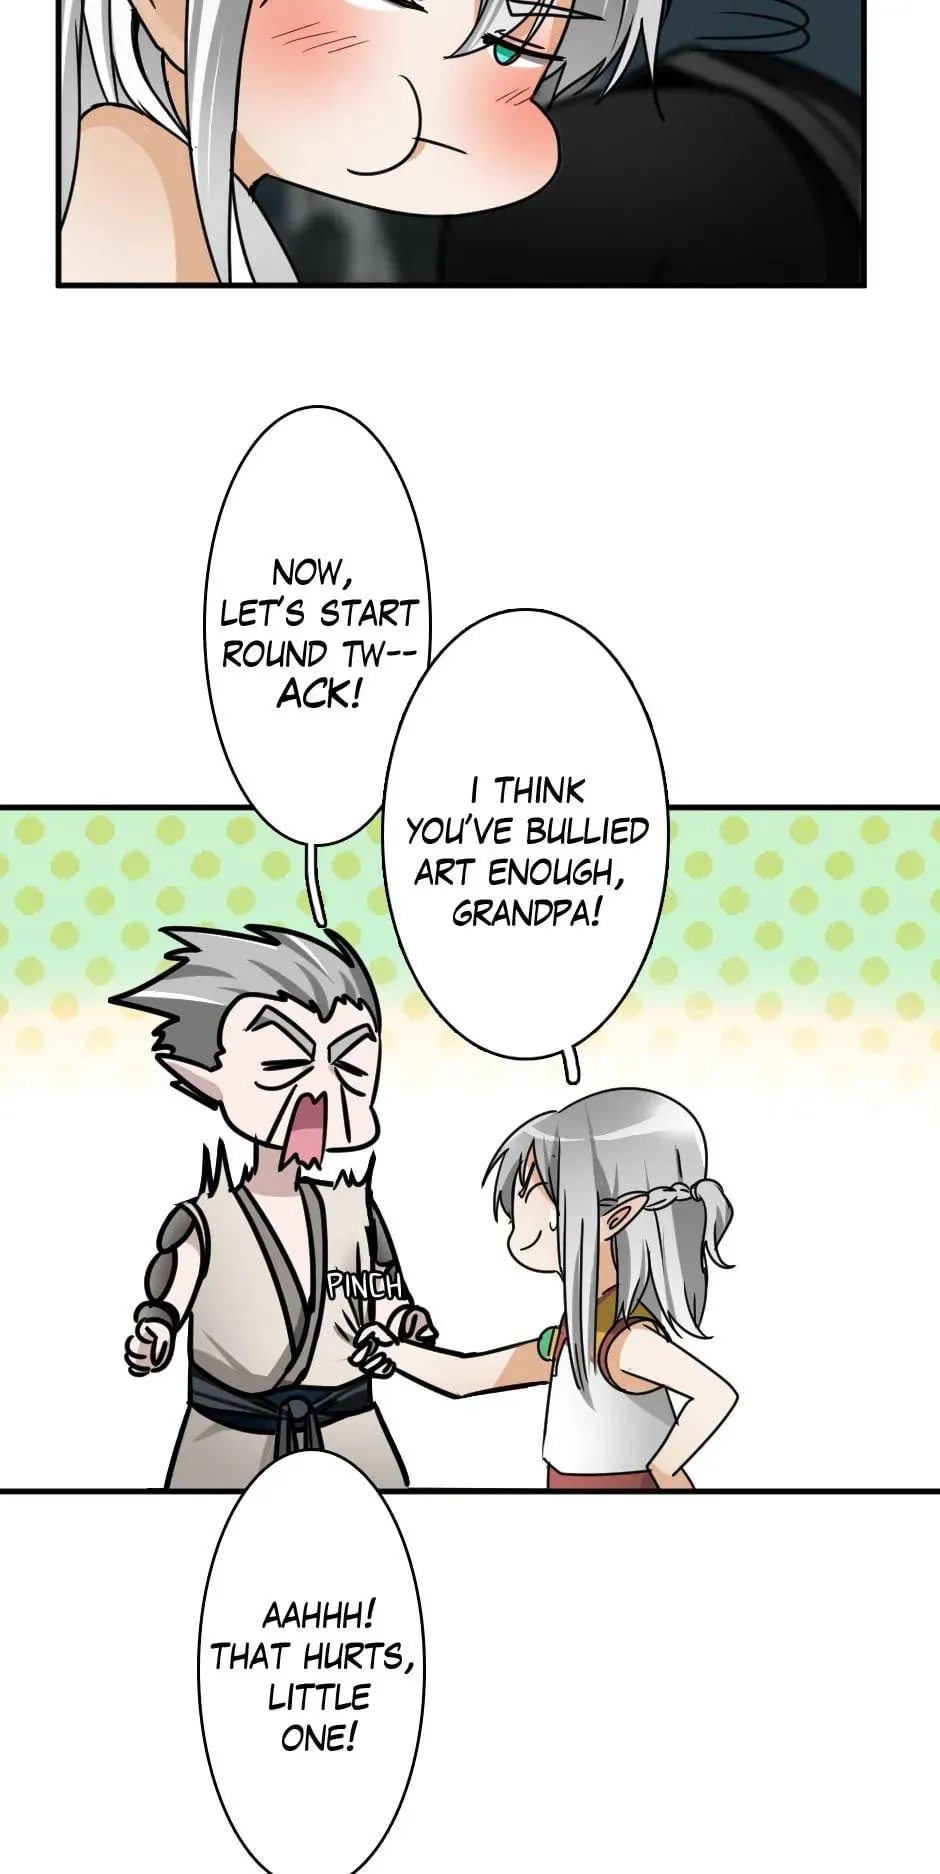 NOW,
LET'S START
ROUND TW--
ACK!
I THINK
YOU'VE BULLIED
ART ENOUGH,
GRANDPA!
PINCH
AAHHH!
THAT HURTS,
LITTLE
ONE!